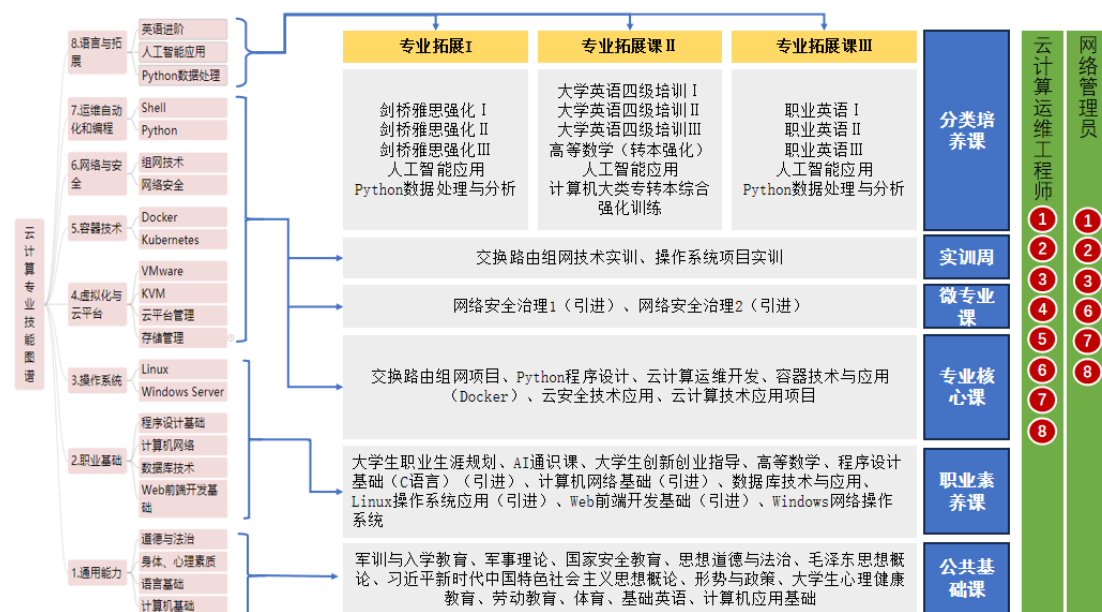 云计算专业技能图谱
8.语言与拓
展
英语进阶
人工智能应用
Python数据处理
7.运维自动
化和编程
Shell
Python
6.网络与安
全
组网技术
网络安全
5.容器技术
Docker
Kubernetes
4.虚拟化与
云平台
VMware
KVM
云平台管理
存储管理
3.操作系统
Linux
Windows Server
2.职业基础
程序设计基础
计算机网络
数据库技术
Web前端开发基
础
1.通用能力
道德与法治
身体、心理素质
语言基础
计算机基础
专业拓展I
剑桥雅思强化Ⅰ
剑桥雅思强化Ⅱ
剑桥雅思强化Ⅲ
人工智能应用
Python数据处理与分析
专业拓展课Ⅱ
大学英语四级培训Ⅰ
大学英语四级培训Ⅱ
大学英语四级培训Ⅲ
高等数学（转本强化）
人工智能应用
计算机大类专转本综合
强化训练
专业拓展课Ⅲ
职业英语Ⅰ
职业英语Ⅱ
职业英语Ⅲ
人工智能应用
Python数据处理与分析
分类培
养课
交换路由组网技术实训、操作系统项目实训
实训周
网络安全治理1（引进）、网络安全治理2（引进）
微专业
课
交换路由组网项目、Python程序设计、云计算运维开发、容器技术与应用
（Docker）、云安全技术应用、云计算技术应用项目
专业核
心课
大学生职业生涯规划、AI通识课、大学生创新创业指导、高等数学、程序设计
基础（C语言）（引进）、计算机网络基础（引进）、数据库技术与应用、
Linux操作系统应用（引进）、Web前端开发基础（引进）、Windows网络操作
系统
职业素
养课
军训与入学教育、军事理论、国家安全教育、思想道德与法治、毛泽东思想概
论、习近平新时代中国特色社会主义思想概论、形势与政策、大学生心理健康
教育、劳动教育、体育、基础英语、计算机应用基础
公共基
础课
云计算运维工程师
1
2
3
4
5
6
7
8
网络管理员
1
2
3
6
7
8